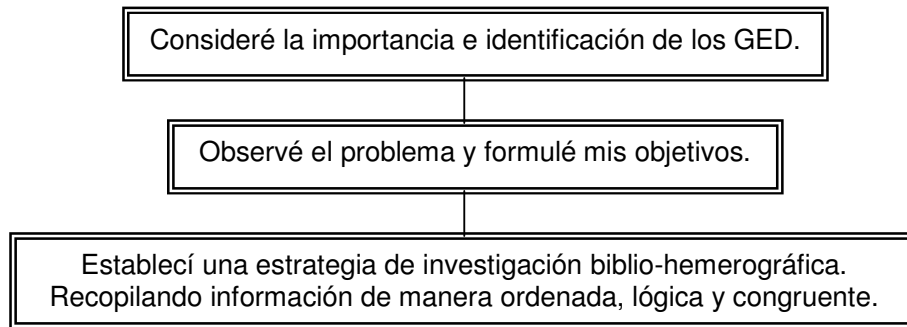 Consideré la importancia e identificación de los GED.
Observé el problema y formulé mis objetivos.
Establecí una estrategia de investigación biblio-hemerográfica.
Recopilando información de manera ordenada, lógica y congruente.